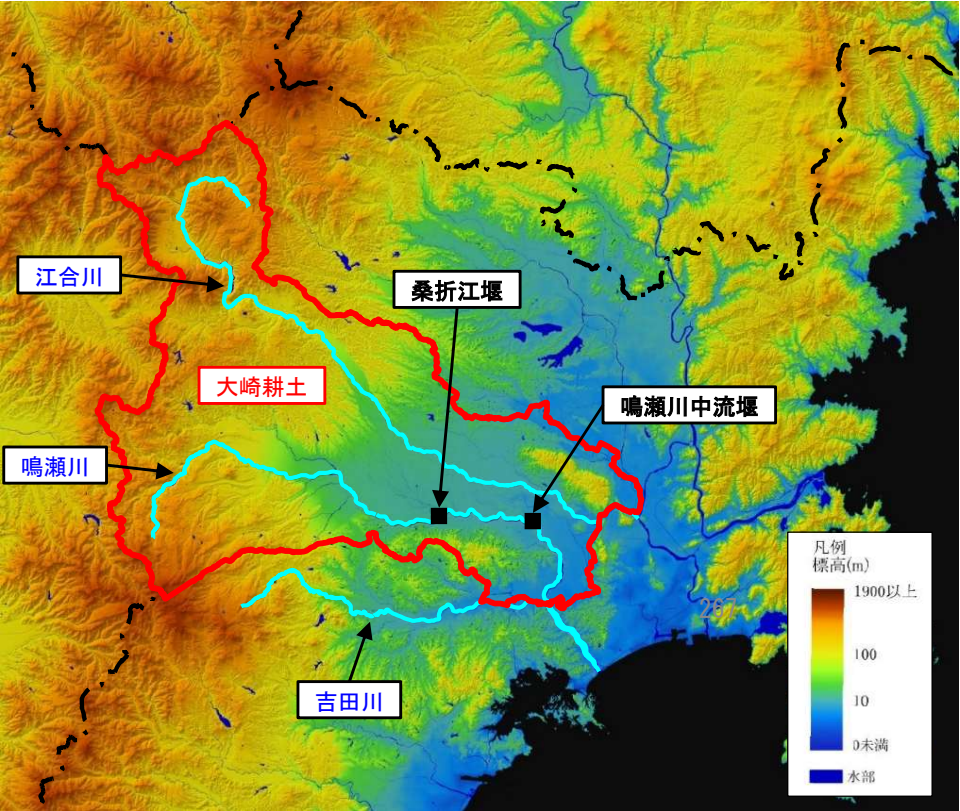 江合川
桑折江堰
大崎耕土
鳴瀬川中流堰
鳴瀬川
吉田川
267
凡例
標高(m)
1900以上
100
10
0未満
水部